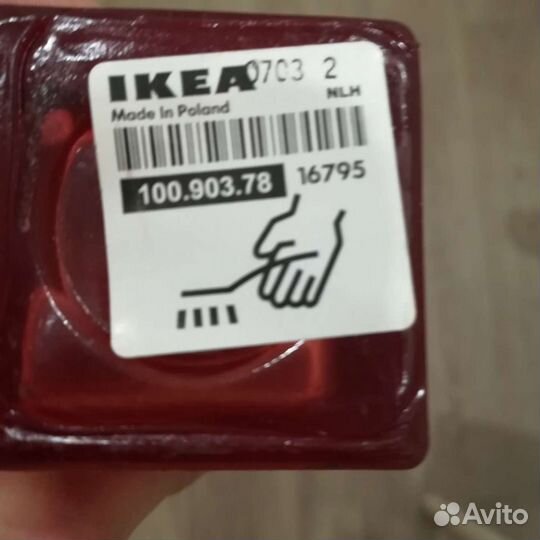 IKEA 0703 2
NLH
Made in Poland
100.903.78 16795
Avito